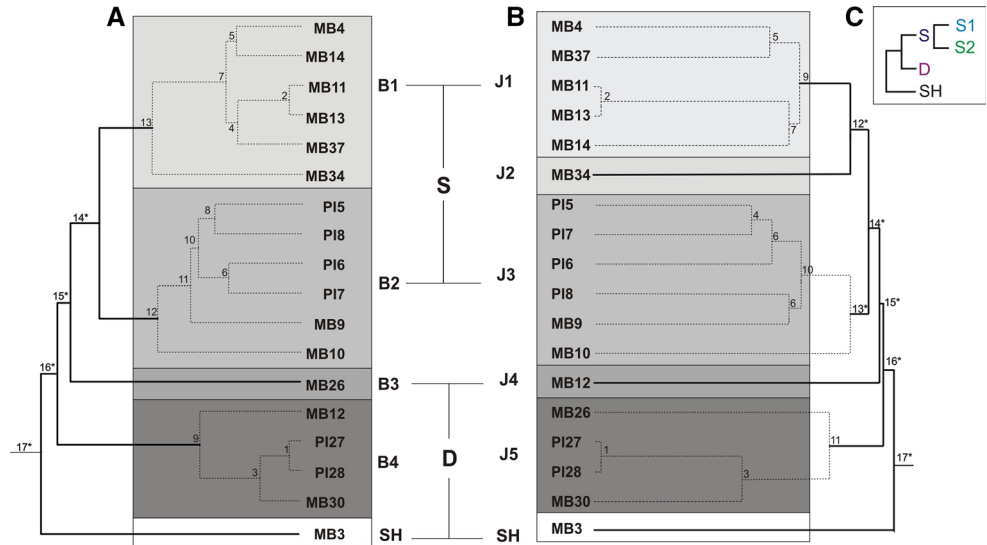 A
MB4
MB14
MB11
MB13
MB37
MB34
PI5
PI8
PI6
PI7
MB9
MB10
MB26
MB12
PI27
PI28
MB30
MB3
5
7
2
4
13
8
10
6
11
12
14*
15*
16*
17*
9
1
3
B1
B2
B3
B4
SH
S
D
J1
J2
J3
J4
J5
SH
B
MB4
MB37
MB11
MB13
MB14
MB34
PI5
PI7
PI6
PI8
MB9
MB10
MB12
MB26
PI27
PI28
MB30
MB3
5
9
2
7
12*
4
6
10
6
13*
14*
15*
16*
11
1
3
17*
C
S S1
S2
D
SH